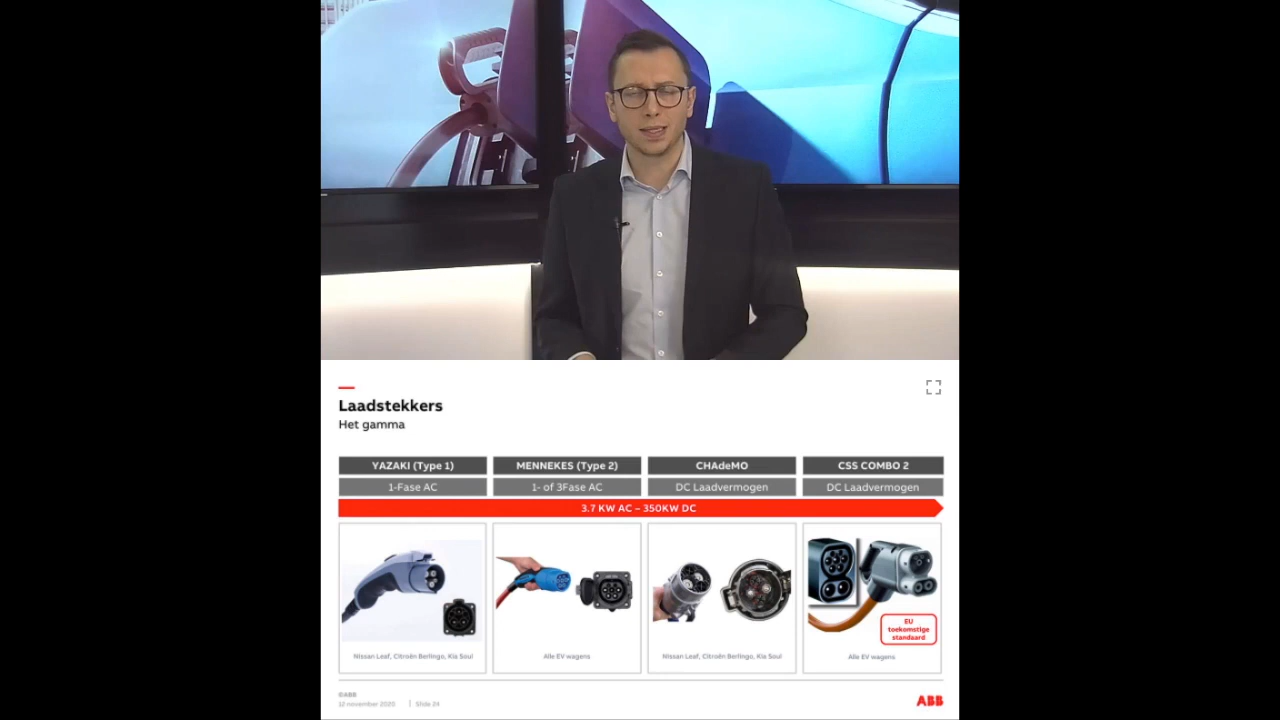 Laadstekkers
Het gamma
YAZAKI (Type 1)
MENNEKES (Type 2)
CHAdeMO
CSS COMBO 2
1-Fase AC
1- of 3Fase AC
DC Laadvermogen
DC Laadvermogen
3.7 KW AC – 350KW DC
EU
toekomstige
standaard
Nissan Leaf, Citroën Berlingo, Kia Soul
Alle EV wagens
Nissan Leaf, Citroën Berlingo, Kia Soul
Alle EV wagens
©ABB
12 november 2020
Slide 24
ABB